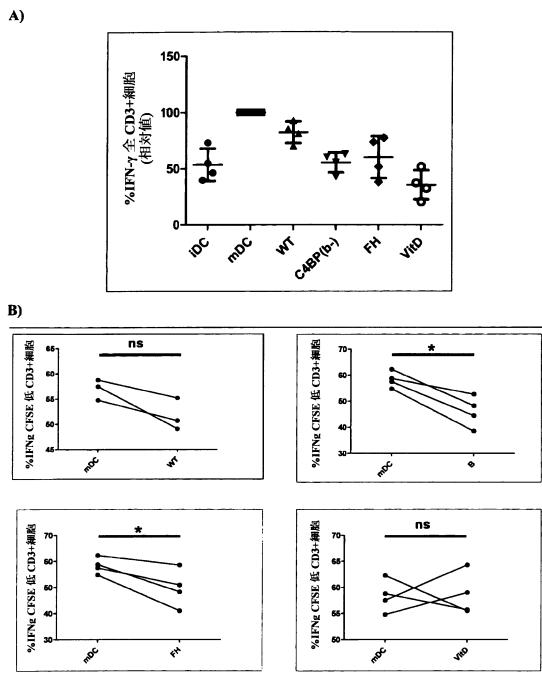 A)
%IFN-γ 全 CD3+細胞
(相対値)
150
100
50
0
iDC
mDC
WT
C4BP(b-)
FH
VitD
B)
ns
%IFNg CFSE 低 CD3+細胞
65
60
55
50
45
mDC
WT
*
%IFNg CFSE 低 CD3+細胞
70
60
50
40
30
mDC
B
*
%IFNg CFSE 低 CD3+細胞
70
60
50
40
30
mDC
FH
ns
%IFNg CFSE 低 CD3+細胞
70
65
60
55
50
mDC
VitD